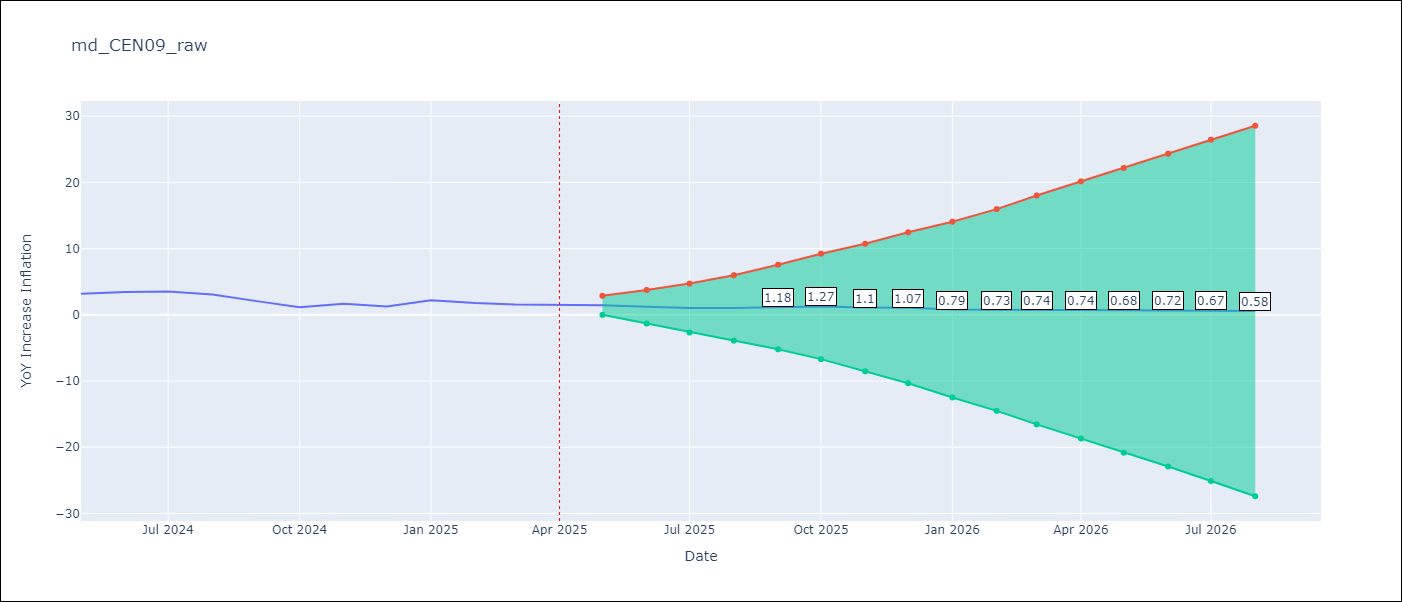 md_CEN09_raw
YoY Increase Inflation
30
20
10
0
−10
−20
−30
1.18
1.27
1.1
1.07
0.79
0.73
0.74
0.74
0.68
0.72
0.67
0.58
Jul 2024
Oct 2024
Jan 2025
Apr 2025
Jul 2025
Oct 2025
Jan 2026
Apr 2026
Jul 2026
Date